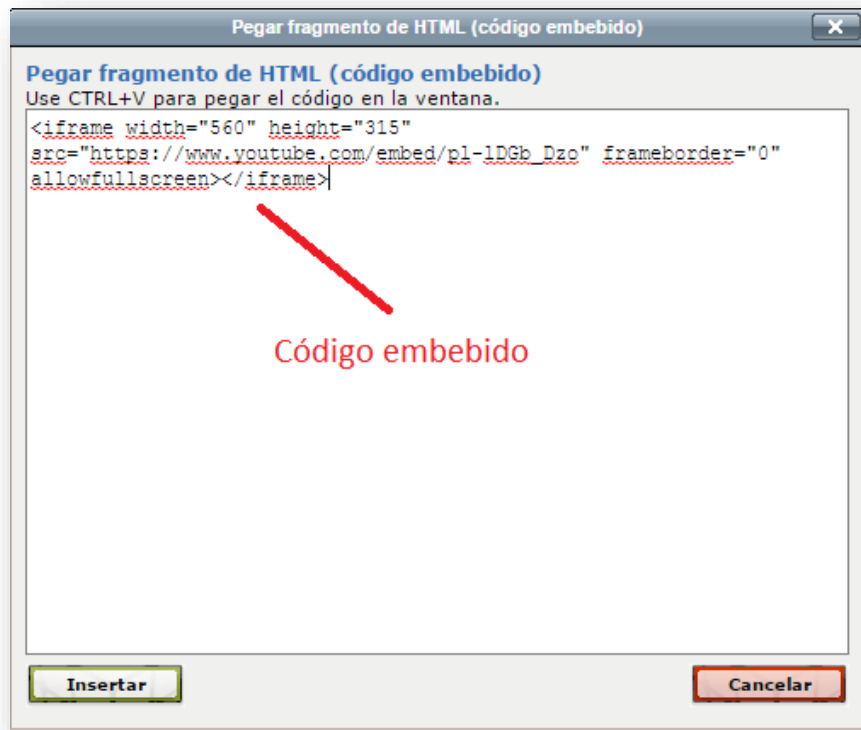 Pegar fragmento de HTML (código embebido)
Pegar fragmento de HTML (código embebido)
Use CTRL+V para pegar el código en la ventana.
<iframe width="560" height="315"
src="https://www.youtube.com/embed/pl-lDGb_Dzo" frameborder="0"
allowfullscreen></iframe>
Código embebido
Insertar
Cancelar